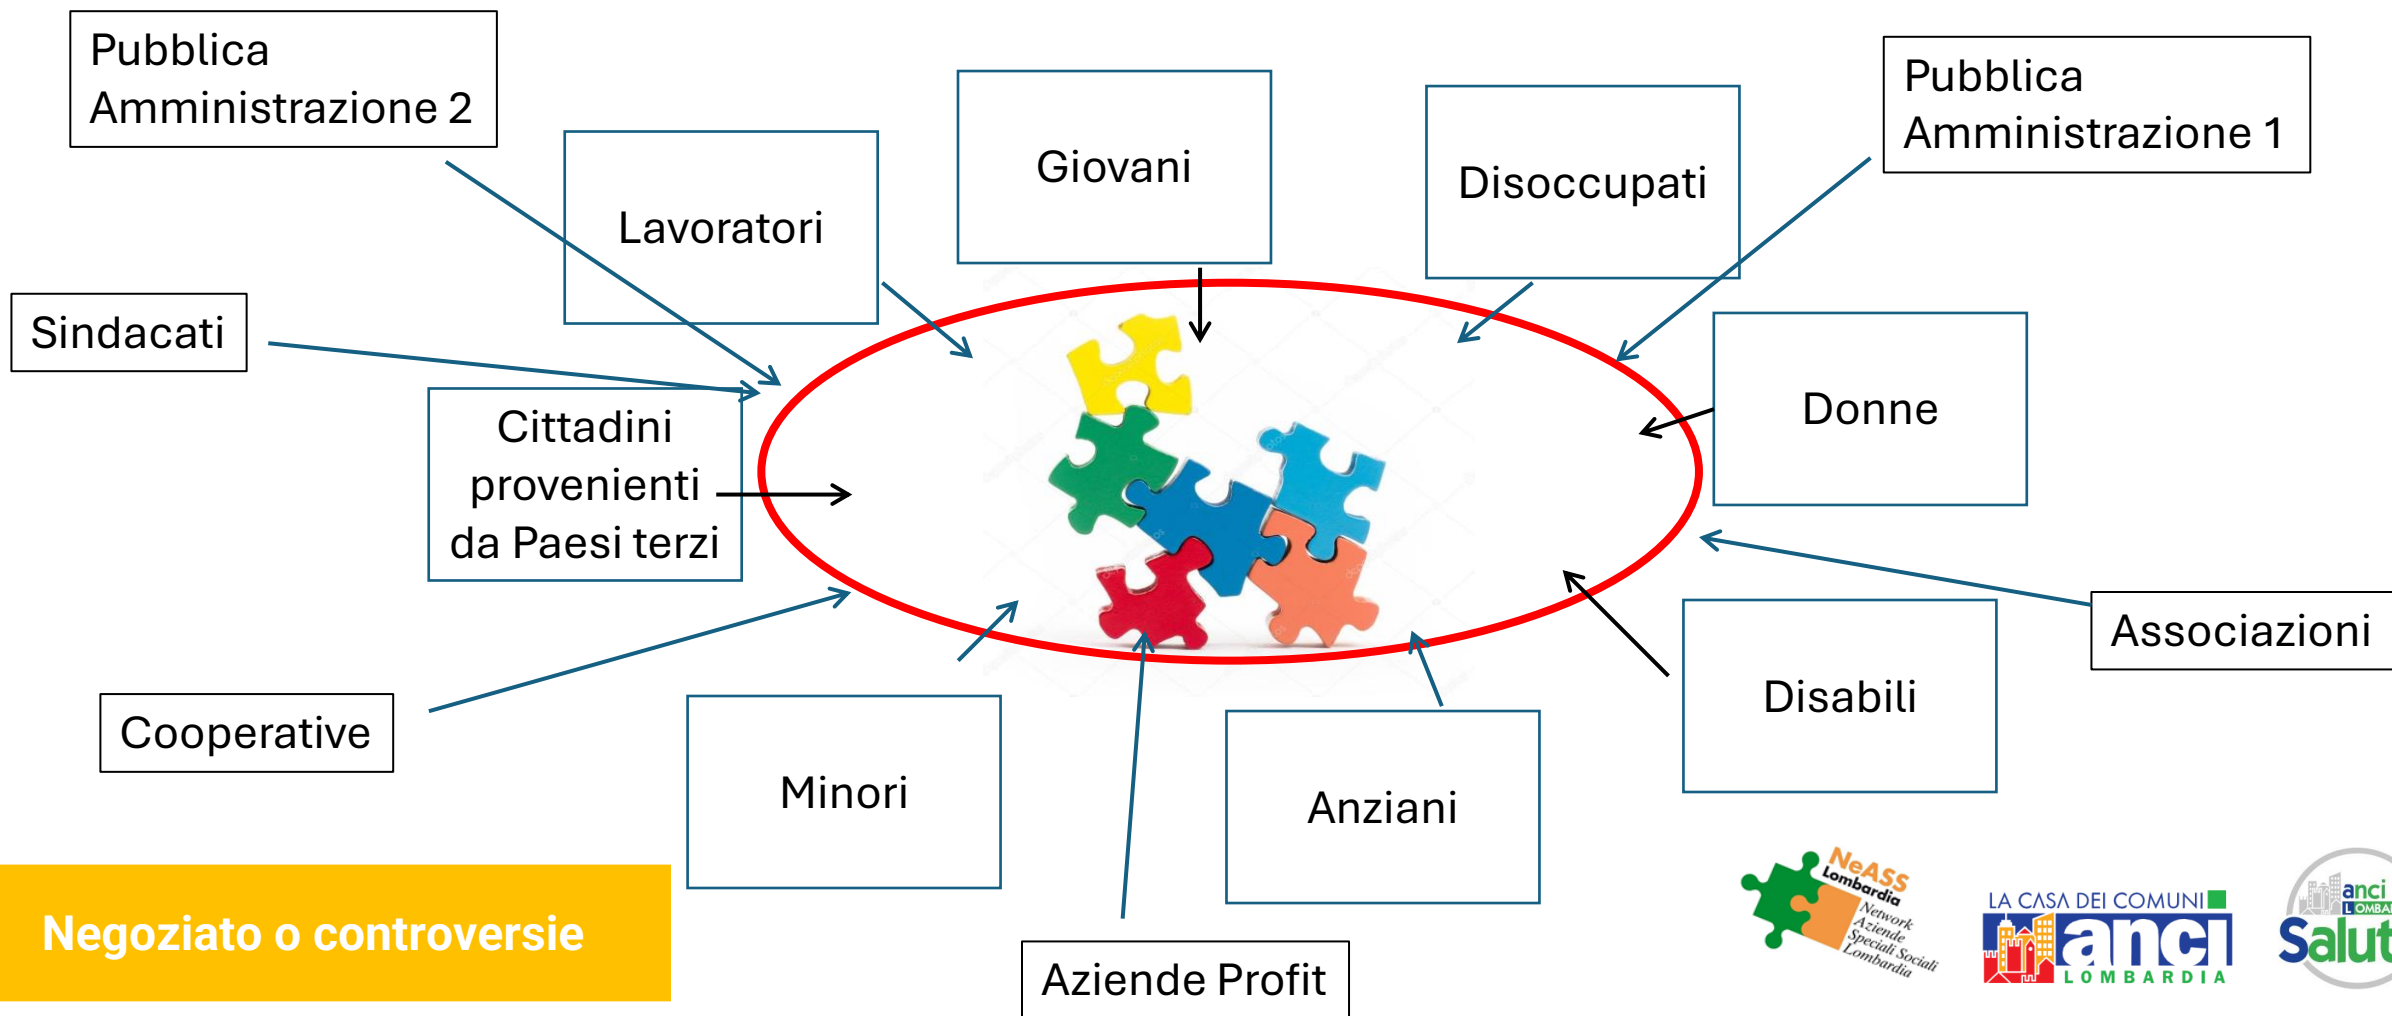 Pubblica
Amministrazione 2
Giovani
Disoccupati
Pubblica
Amministrazione 1
Lavoratori
Sindacati
Cittadini
provenienti
da Paesi terzi
Donne
Associazioni
Cooperative
Minori
Anziani
Disabili
Negoziato o controversie
Aziende Profit
NeASS
Lombardia
Network
Aziende
Speciali Sociali
Lombardia
LA CASA DEI COMUNI
anci
LOMBARDIA
anci
LOMBAR
Salut